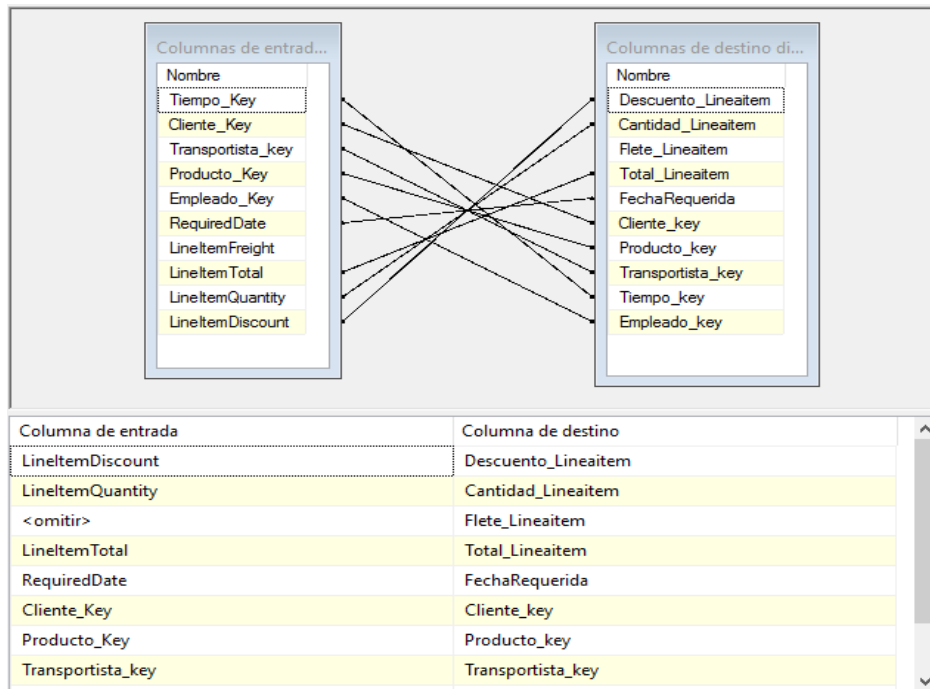 Columnas de entrad...
Nombre
Tiempo_Key
Cliente_Key
Transportista_key
Producto_Key
Empleado_Key
RequiredDate
LineItemFreight
LineItemTotal
LineItemQuantity
LineItemDiscount
Columnas de destino di...
Nombre
Descuento_Lineaitem
Cantidad_Lineaitem
Flete_Lineaitem
Total_Lineaitem
FechaRequerida
Cliente_key
Producto_key
Transportista_key
Tiempo_key
Empleado_key
Columna de entrada Columna de destino
LineItemDiscount Descuento_Lineaitem
LineItemQuantity Cantidad_Lineaitem
<omitir> Flete_Lineaitem
LineItemTotal Total_Lineaitem
RequiredDate FechaRequerida
Cliente_Key Cliente_key
Producto_Key Producto_key
Transportista_key Transportista_key